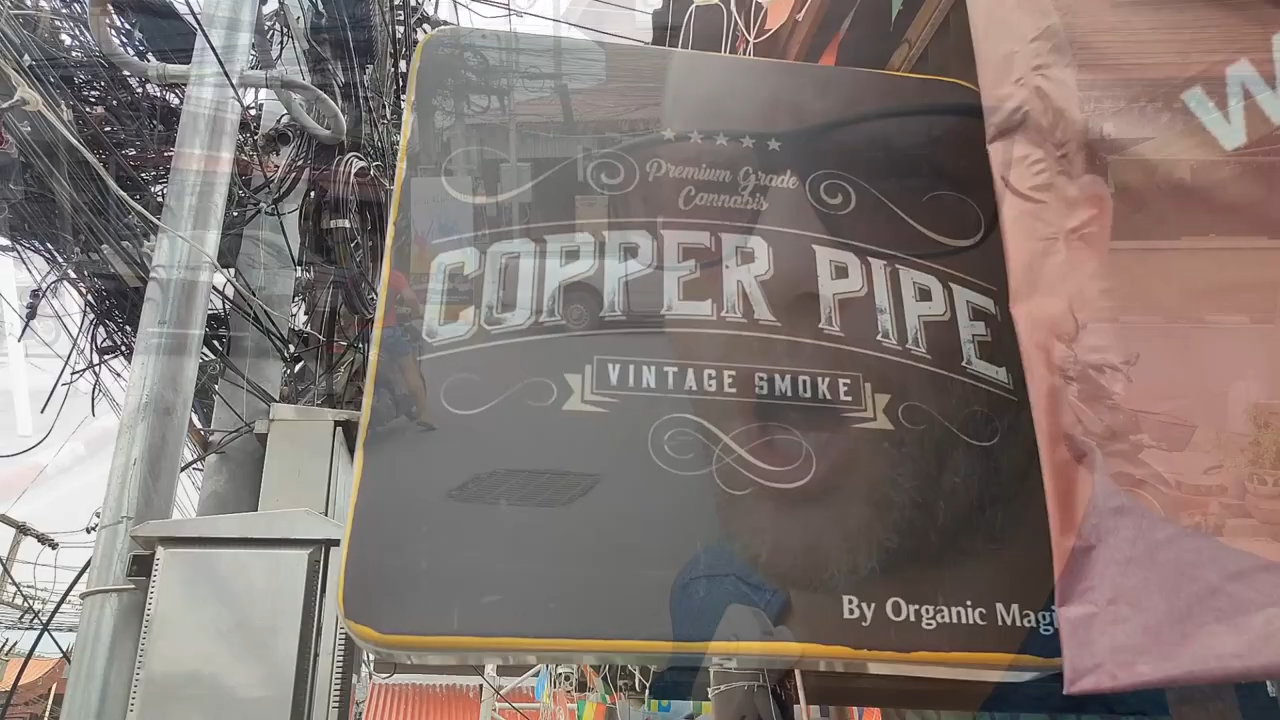 Premium Grade
Cannabis
COPPER PIPE
VINTAGE SMOKE
By Organic Magi
W